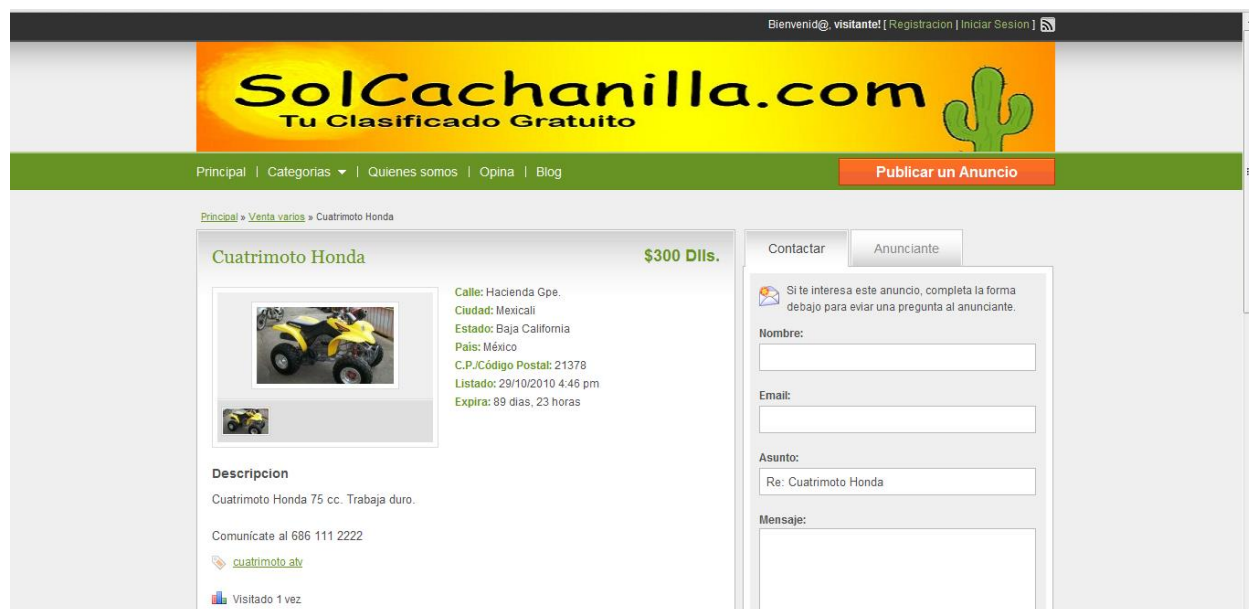 Bienvenid@, visitante! [ Registracion | Iniciar Sesion ]
SolCachanilla.com
Tu Clasificado Gratuito
Principal | Categorias | Quienes somos | Opina | Blog
Publicar un Anuncio
Principal » Venta varios » Cuatrimoto Honda
Cuatrimoto Honda
$300 Dlls.
Calle: Hacienda Gpe.
Ciudad: Mexicali
Estado: Baja California
Pais: México
C.P./Código Postal: 21378
Listado: 29/10/2010 4:46 pm
Expira: 89 dias, 23 horas
Descripcion
Cuatrimoto Honda 75 cc. Trabaja duro.
Comunícate al 686 111 2222
cuatrimoto atv
Visitado 1 vez
Contactar
Anunciante
Si te interesa este anuncio, completa la forma
debajo para eviar una pregunta al anunciante.
Nombre:
Email:
Asunto:
Re: Cuatrimoto Honda
Mensaje: